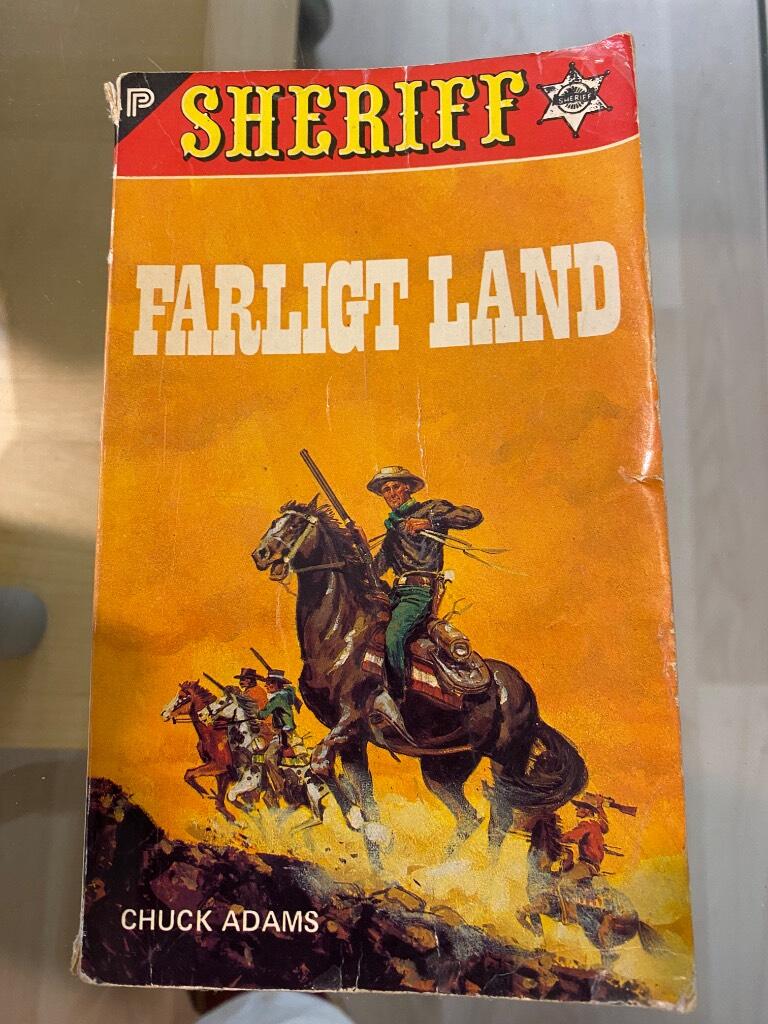 P
SHERIFF
SHERIFF
FARLIGT LAND
CHUCK ADAMS